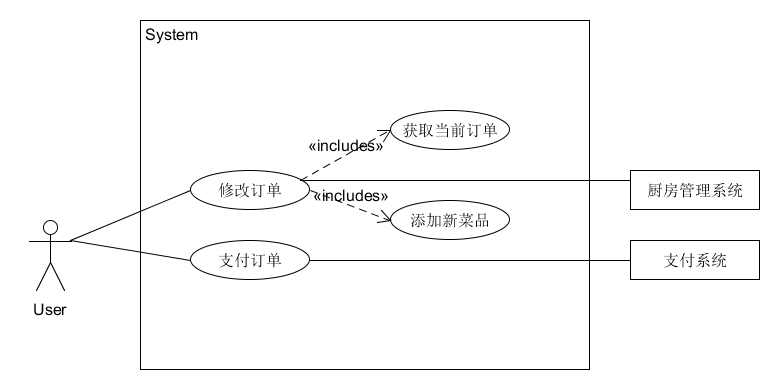 System
获取当前订单
«includes»
修改订单
厨房管理系统
«includes»
添加新菜品
支付订单
支付系统
User